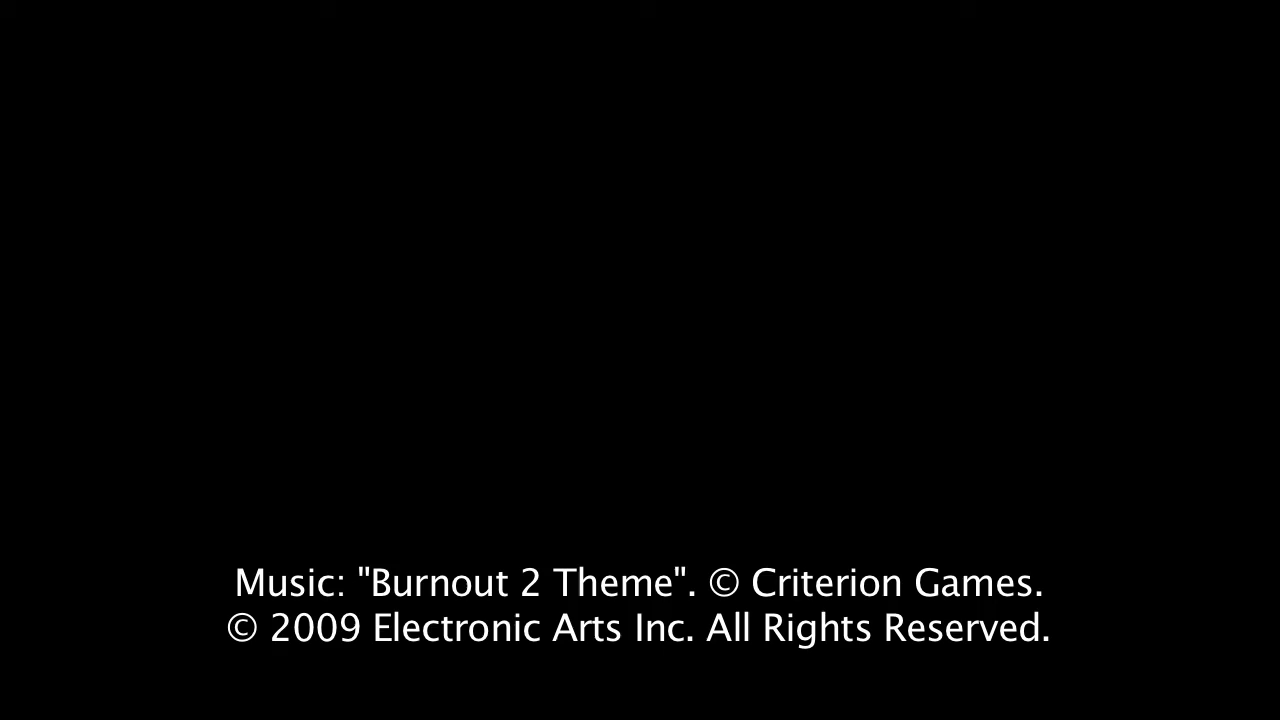 Music: "Burnout 2 Theme". © Criterion Games.
© 2009 Electronic Arts Inc. All Rights Reserved.